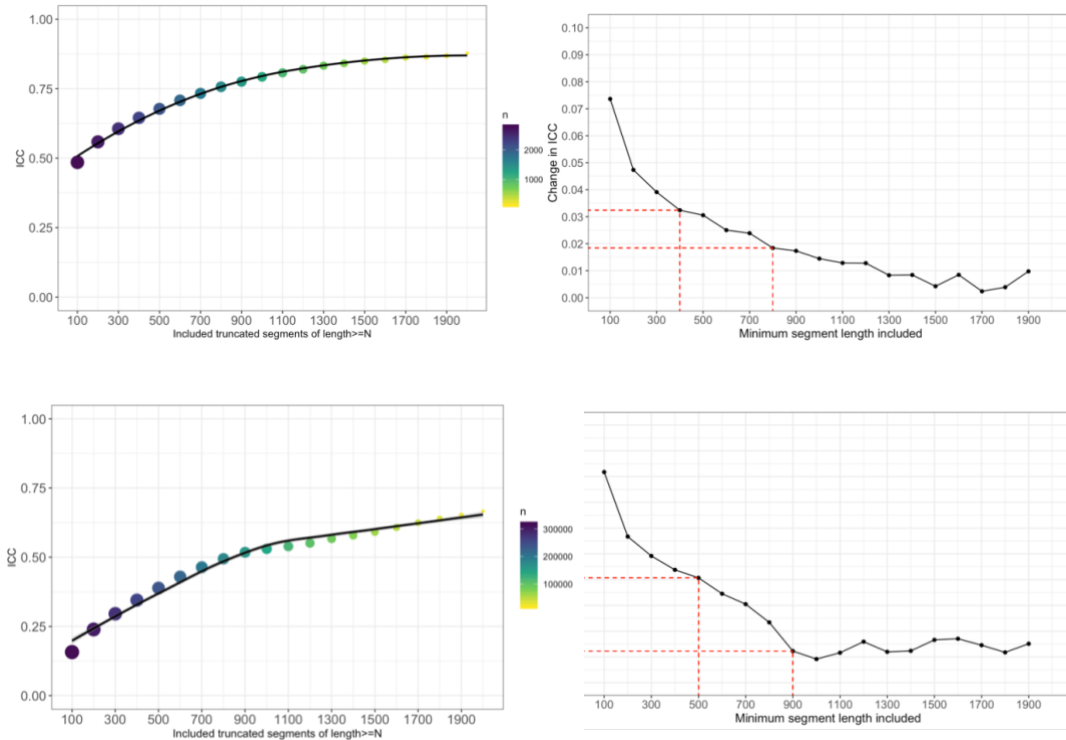 1.00
0.75
0.50
0.25
0.00
ICC
100 300 500 700 900 1100 1300 1500 1700 1900
Included truncated segments of length>=N
n
2000
1000
0.10
0.09
0.08
0.07
0.06
0.05
0.04
0.03
0.02
0.01
0.00
Change in ICC
100 300 500 700 900 1100 1300 1500 1700 1900
Minimum segment length included
1.00
0.75
0.50
0.25
0.00
ICC
100 300 500 700 900 1100 1300 1500 1700 1900
Included truncated segments of length>=N
n
300000
200000
100000
100 300 500 700 900 1100 1300 1500 1700 1900
Minimum segment length included